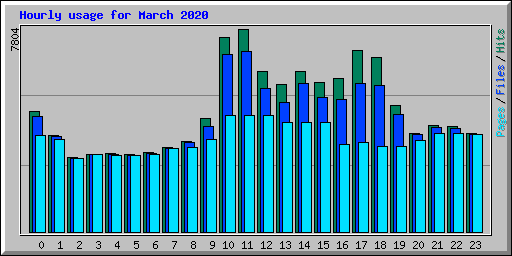 Hourly usage for March 2020
7804
Pages/Files/Hits
0 1 2 3 4 5 6 7 8 9 10 11 12 13 14 15 16 17 18 19 20 21 22 23